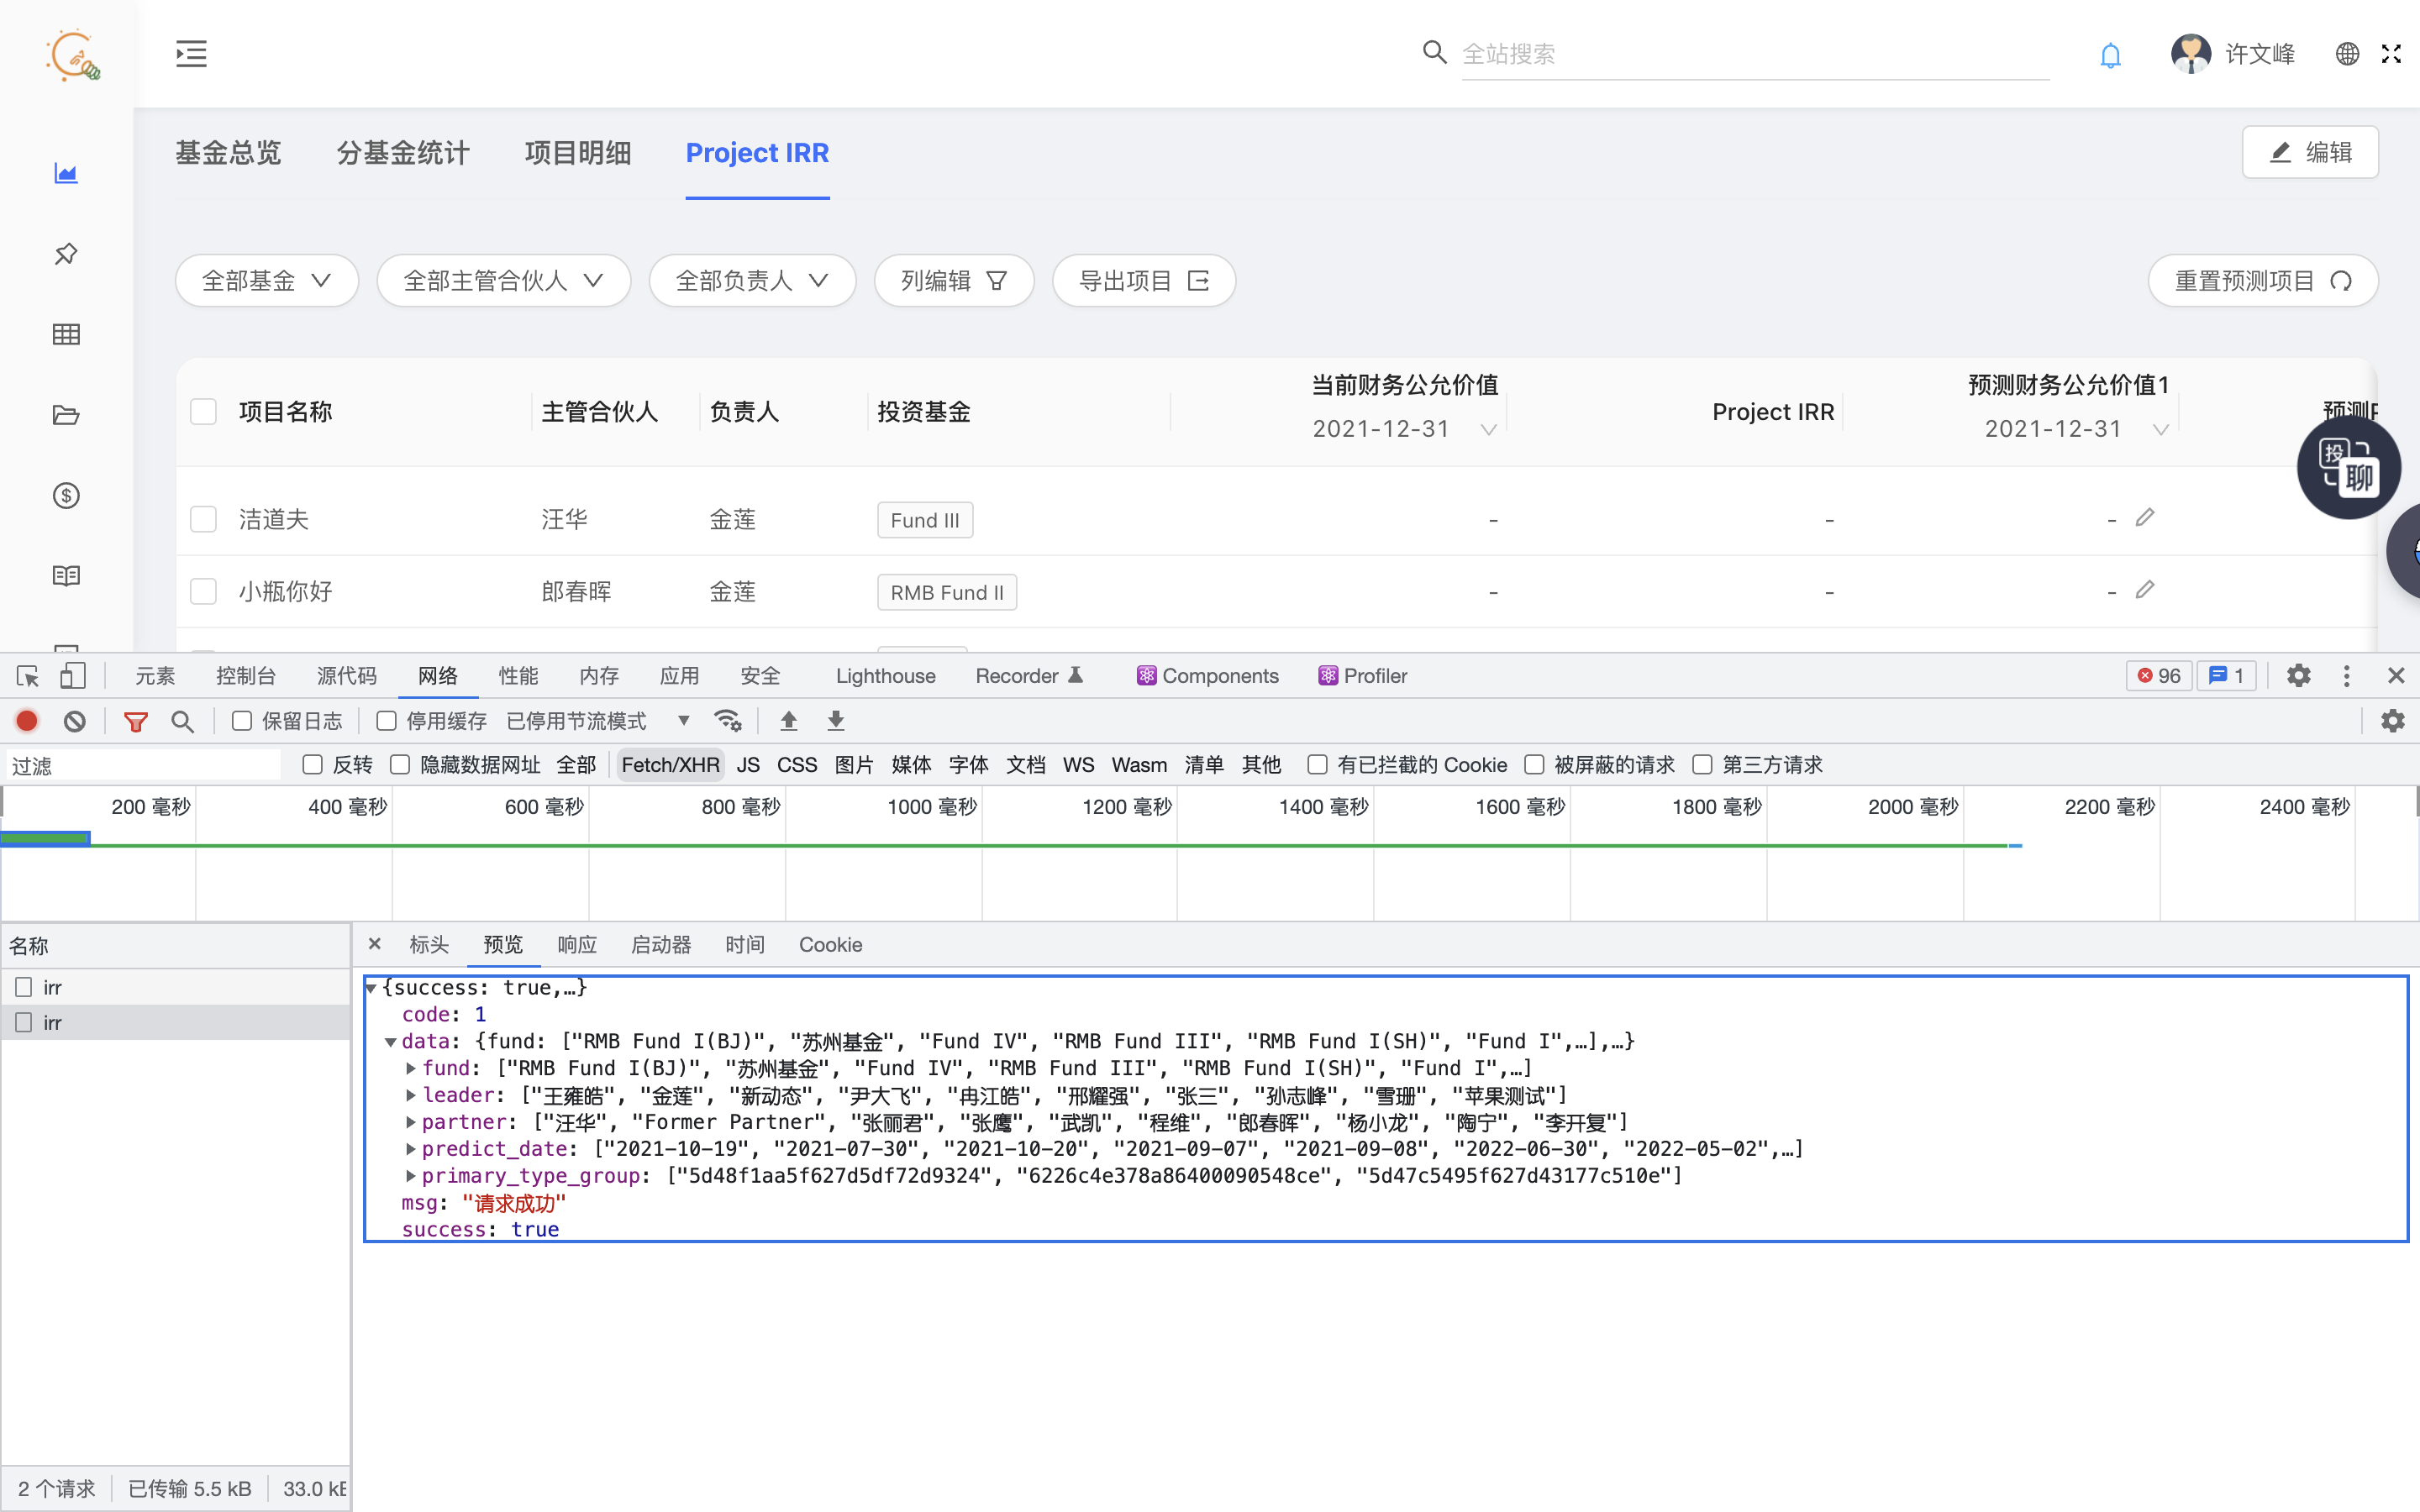 全站搜索
许文峰
基金总览 分基金统计 项目明细 Project IRR 编辑
全部基金 全部主管合伙人 全部负责人 列编辑 导出项目 重置预测项目
项目名称 主管合伙人 负责人 投资基金 当前财务公允价值 2021-12-31 Project IRR 预测财务公允价值1 2021-12-31 预测P
投 聊
洁道夫 汪华 金莲 Fund III - - -
小瓶你好 郎春晖 金莲 RMB Fund II - - -
元素 控制台 源代码 网络 性能 内存 应用 安全 Lighthouse Recorder Components Profiler 96 1
保留日志 停用缓存 已停用节流模式
过滤 反转 隐藏数据网址 全部 Fetch/XHR JS CSS 图片 媒体 字体 文档 WS Wasm 清单 其他 有已拦截的 Cookie 被屏蔽的请求 第三方请求
200 毫秒 400 毫秒 600 毫秒 800 毫秒 1000 毫秒 1200 毫秒 1400 毫秒 1600 毫秒 1800 毫秒 2000 毫秒 2200 毫秒 2400 毫秒
名称
irr
irr
标头 预览 响应 启动器 时间 Cookie
{success: true,…}
code: 1
data: {fund: ["RMB Fund I(BJ)", "苏州基金", "Fund IV", "RMB Fund III", "RMB Fund I(SH)", "Fund I",…],…}
fund: ["RMB Fund I(BJ)", "苏州基金", "Fund IV", "RMB Fund III", "RMB Fund I(SH)", "Fund I",…]
leader: ["王雍皓", "金莲", "新动态", "尹大飞", "冉江皓", "邢耀强", "张三", "孙志峰", "雪珊", "苹果测试"]
partner: ["汪华", "Former Partner", "张丽君", "张鹰", "武凯", "程维", "郎春晖", "杨小龙", "陶宁", "李开复"]
predict_date: ["2021-10-19", "2021-07-30", "2021-10-20", "2021-09-07", "2021-09-08", "2022-06-30", "2022-05-02",…]
primary_type_group: ["5d48f1aa5f627d5df72d9324", "6226c4e378a86400090548ce", "5d47c5495f627d43177c510e"]
msg: "请求成功"
success: true
2 个请求 已传输 5.5 kB 33.0 kB